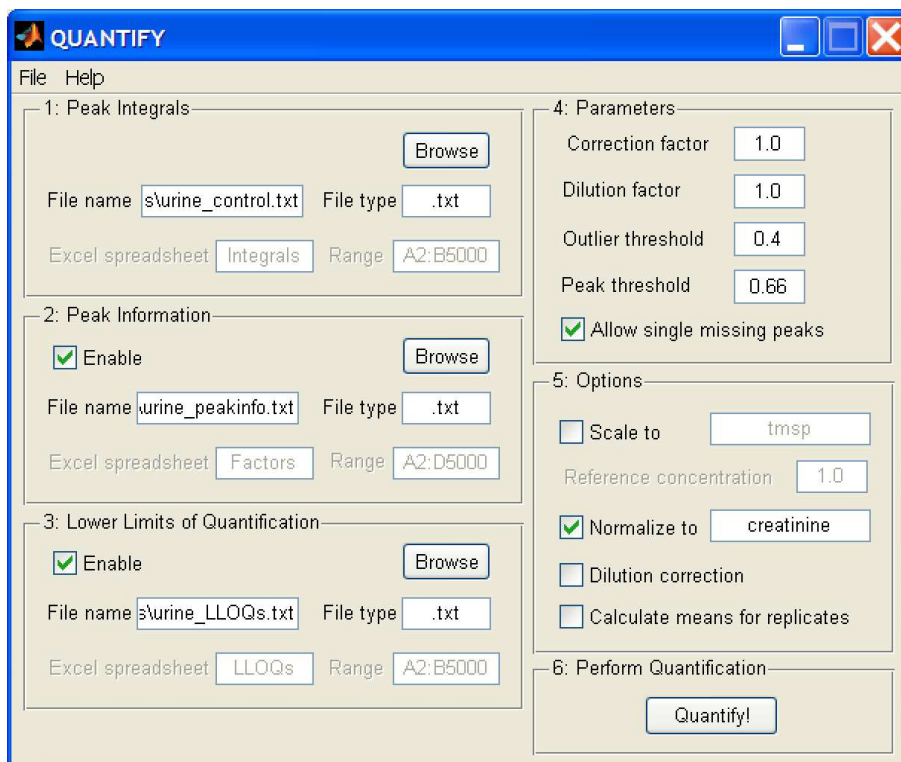 QUANTIFY
File Help
1: Peak Integrals
Browse
File name s\urine_control.txt File type .txt
Excel spreadsheet Integrals Range A2:B5000
2: Peak Information
Enable Browse
File name \urine_peakinfo.txt File type .txt
Excel spreadsheet Factors Range A2:D5000
3: Lower Limits of Quantification
Enable Browse
File name s\urine_LLOQs.txt File type .txt
Excel spreadsheet LLOQs Range A2:B5000
4: Parameters
Correction factor 1.0
Dilution factor 1.0
Outlier threshold 0.4
Peak threshold 0.66
Allow single missing peaks
5: Options
Scale to tmsp
Reference concentration 1.0
Normalize to creatinine
Dilution correction
Calculate means for replicates
6: Perform Quantification
Quantify!